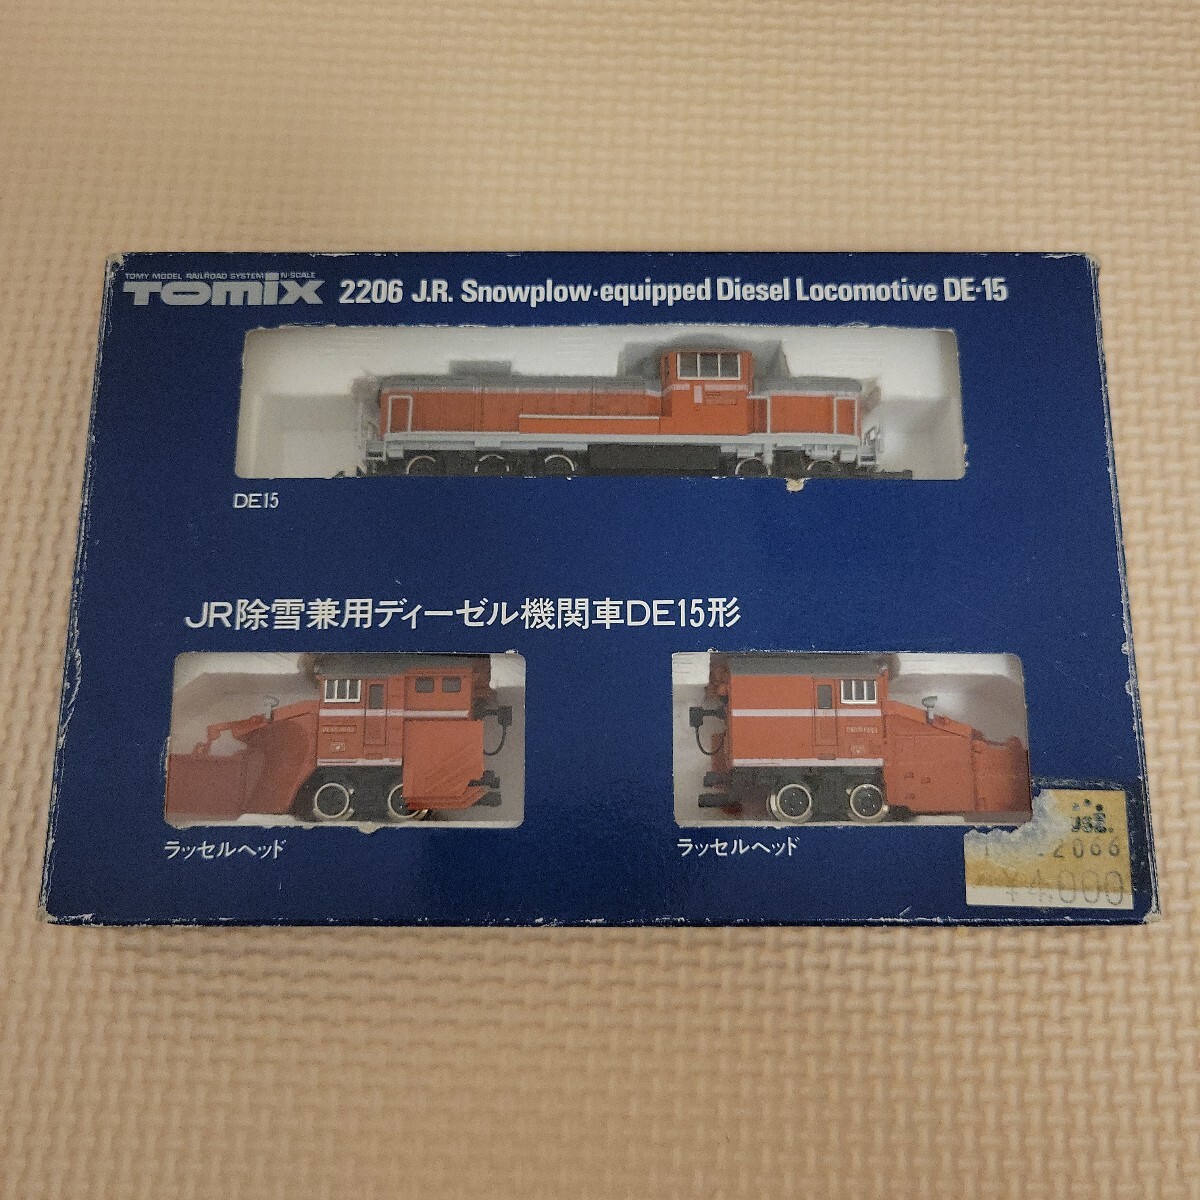 TOMY MODEL RAILROAD SYSTEM N-SCALE
TOMIX 2206 J.R. Snowplow-equipped Diesel Locomotive DE-15
DE15
JR除雪兼用ディーゼル機関車DE15形
ラッセルヘッド
ラッセルヘッド
2066
¥4,000